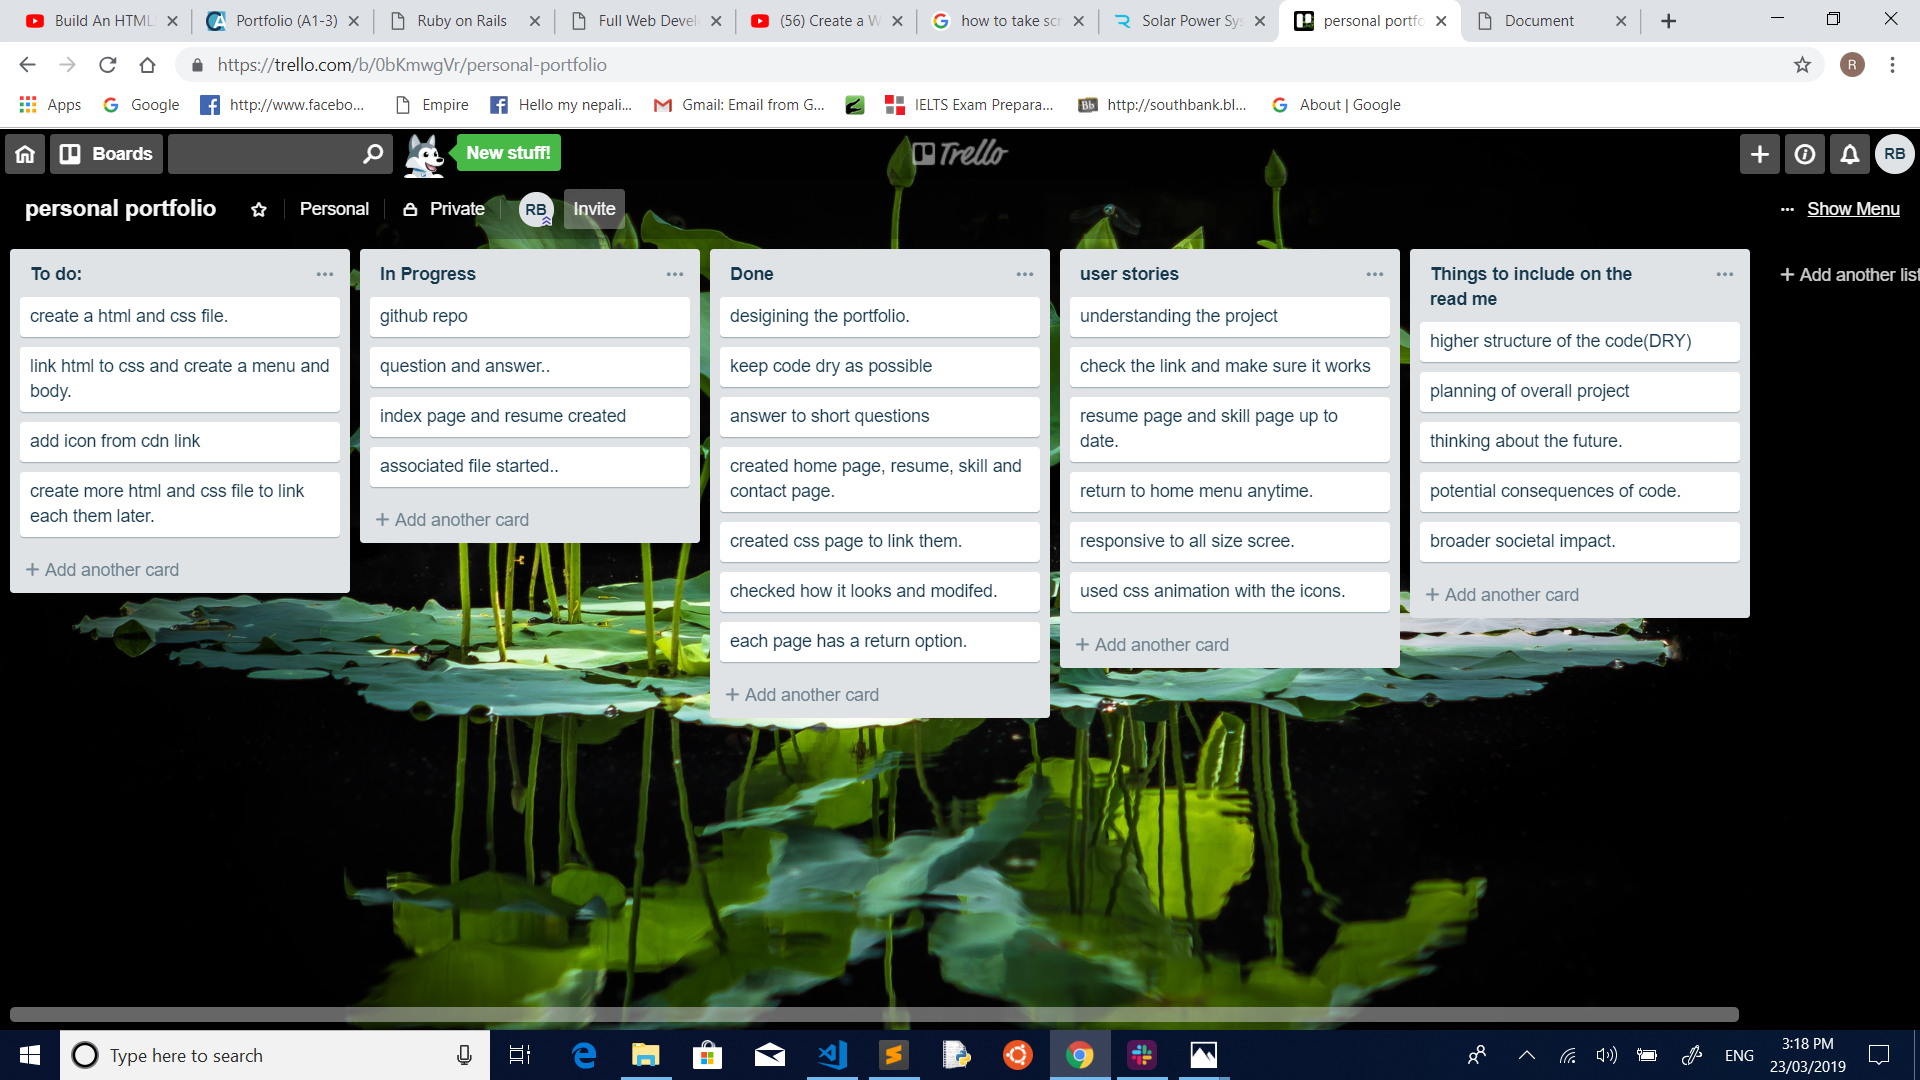 Build An HTML
Portfolio (A1-3)
Ruby on Rails
Full Web Devel
(56) Create a W
how to take scr
Solar Power Sys
personal portfo
Document
https://trello.com/b/0bKmwgVr/personal-portfolio
R
Apps
Google
http://www.facebo...
Empire
Hello my nepali...
Gmail: Email from G...
IELTS Exam Prepara...
Bb
http://southbank.bl...
About | Google
Boards
New stuff!
Trello
RB
personal portfolio
Personal
Private
RB
Invite
... Show Menu
To do:
create a html and css file.
link html to css and create a menu and
body.
add icon from cdn link
create more html and css file to link
each them later.
+ Add another card
In Progress
github repo
question and answer..
index page and resume created
associated file started..
+ Add another card
Done
desigining the portfolio.
keep code dry as possible
answer to short questions
created home page, resume, skill and
contact page.
created css page to link them.
checked how it looks and modifed.
each page has a return option.
+ Add another card
user stories
understanding the project
check the link and make sure it works
resume page and skill page up to
date.
return to home menu anytime.
responsive to all size scree.
used css animation with the icons.
+ Add another card
Things to include on the
read me
higher structure of the code(DRY)
planning of overall project
thinking about the future.
potential consequences of code.
broader societal impact.
+ Add another card
+ Add another list
Type here to search
ENG
3:18 PM
23/03/2019